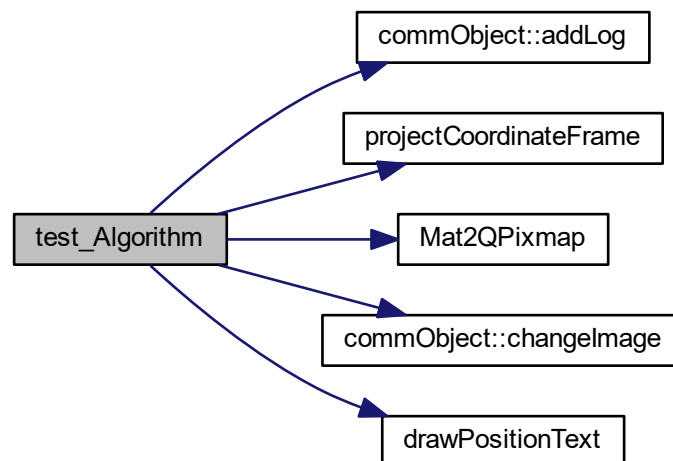 commObject::addLog
projectCoordinateFrame
test_Algorithm
Mat2QPixmap
commObject::changeImage
drawPositionText